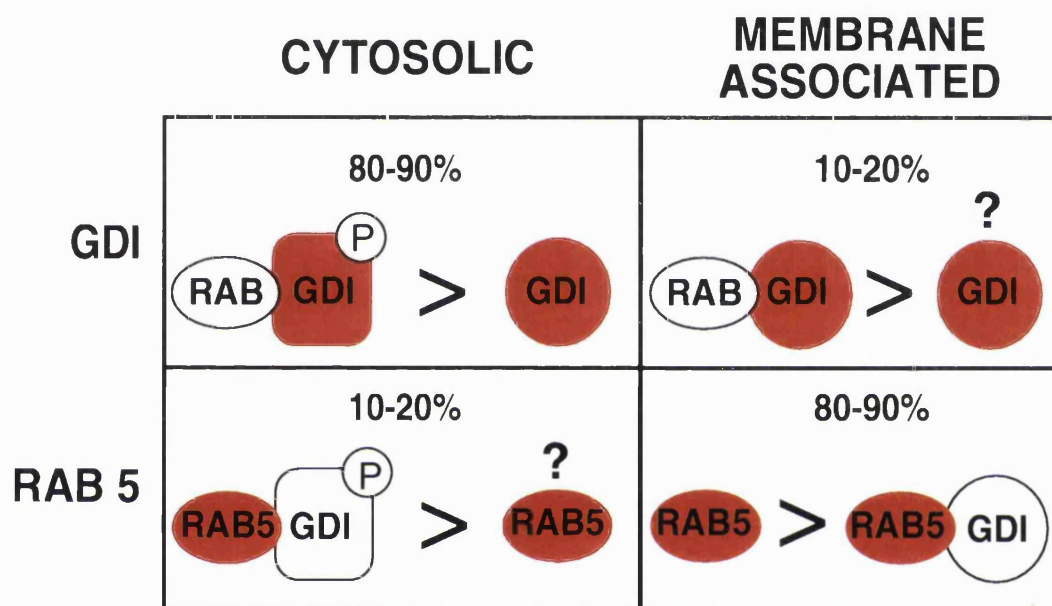 CYTOSOLIC
MEMBRANE
ASSOCIATED
GDI
80-90%
RAB GDI P > GDI
10-20%
?
RAB GDI > GDI
RAB 5
10-20%
RAB5 GDI P > ? RAB5
80-90%
RAB5 > RAB5 GDI